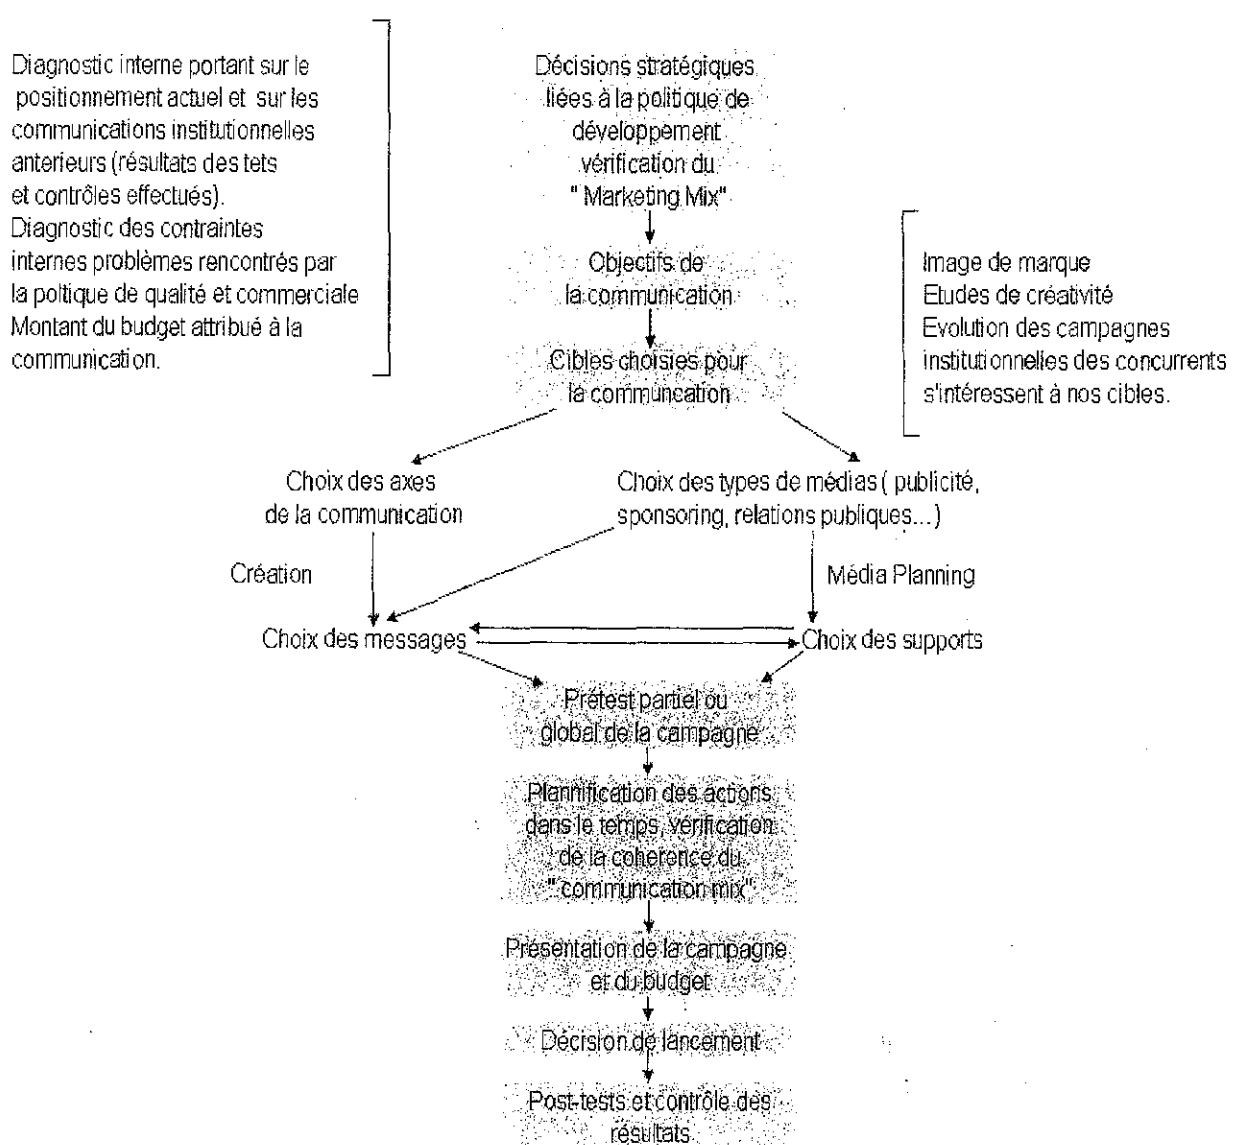 Diagnostic interne portant sur le
positionnement actuel et sur les
communications institutionnelles
anterieurs (résultats des tets
et contrôles effectués).
Diagnostic des contraintes
internes problèmes rencontrés par
la poltique de qualité et commerciale
Montant du budget attribué à la
communication.
Décisions stratégiques
liées à la politique de
développement
vérification du
" Marketing Mix"
Objectifs de
la communication
Cibles choisies pour
la communcation
Image de marque
Etudes de créativité
Evolution des campagnes
institutionnelles des concurrents
s'intéressent à nos cibles.
Choix des axes
de la communication
Choix des types de médias ( publicité,
sponsoring, relations publiques...)
Création
Média Planning
Choix des messages
Choix des supports
Prétest partiel ou
global de la campagne
Plannification des actions
dans le temps, vérification
de la coherence du
" communication mix"
Présentation de la campagne
et du budget
Décision de lancement
Post-tests et contrôle des
résultats